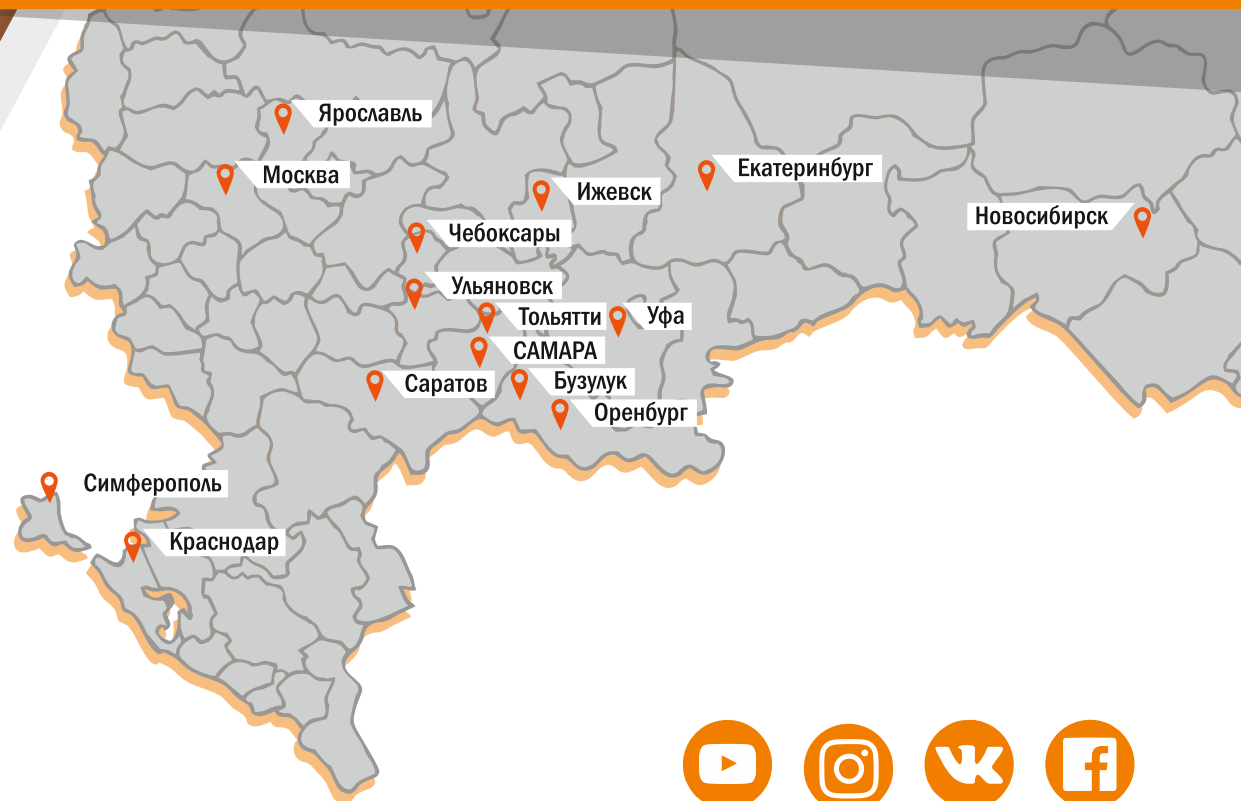 Ярославль
Москва
Екатеринбург
Ижевск
Новосибирск
Чебоксары
Ульяновск
Тольятти
Уфа
САМАРА
Саратов
Бузулук
Оренбург
Симферополь
Краснодар